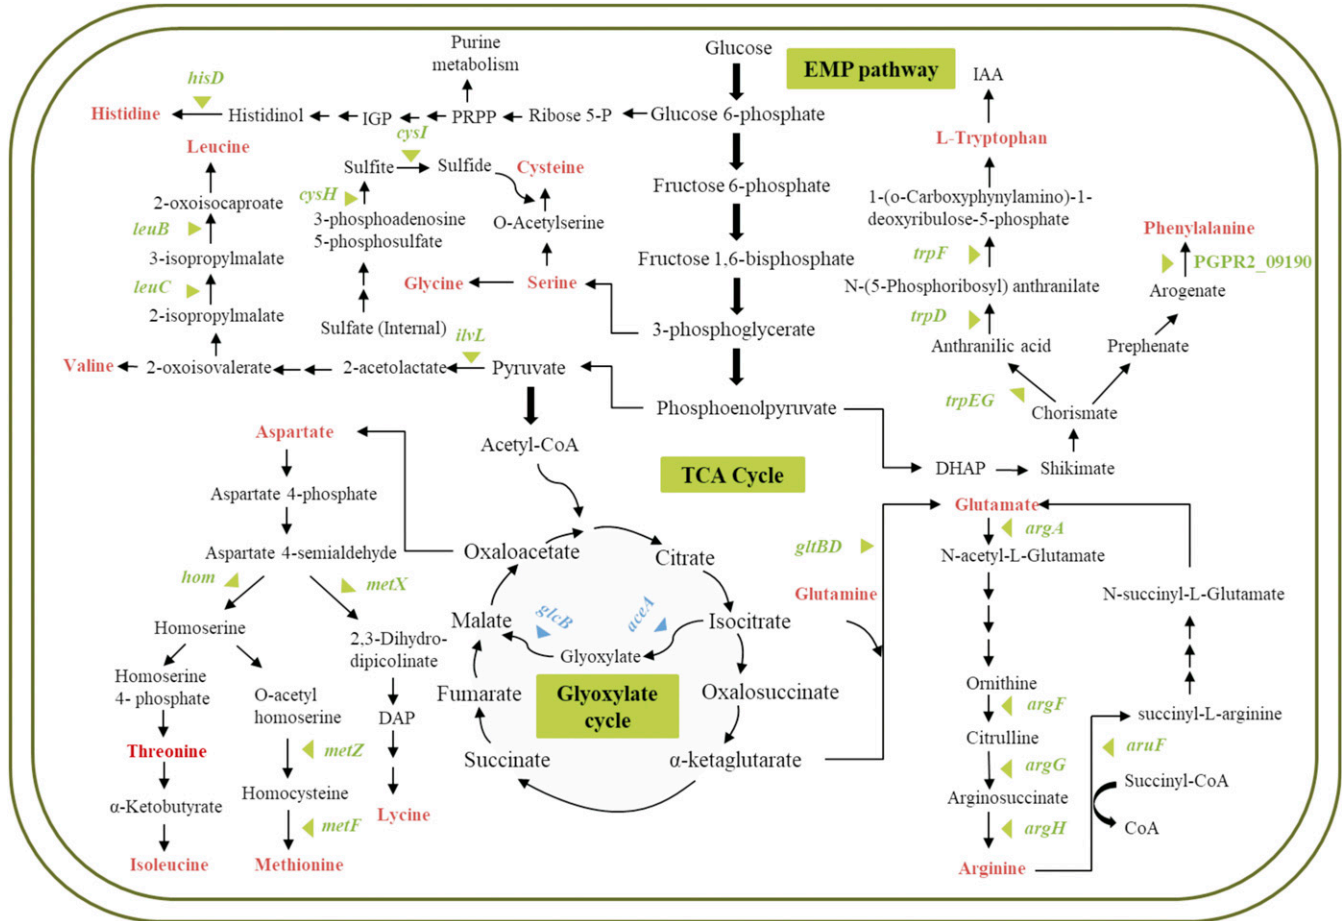 Glucose
EMP pathway
Purine
metabolism
IAA
hisD
Histidine
Histidinol
IGP
PRPP
Ribose 5-P
Glucose 6-phosphate
cysI
Leucine
Sulfite
Sulfide
Cysteine
L-Tryptophan
cysH
2-oxoisocaproate
3-phosphoadenosine
5-phosphosulfate
O-Acetylserine
Fructose 6-phosphate
1-(o-Carboxyphynylamino)-1-
deoxyribulose-5-phosphate
leuB
3-isopropylmalate
Fructose 1,6-bisphosphate
trpF
Phenylalanine
PGPR2_09190
leuC
Glycine
Serine
N-(5-Phosphoribosyl) anthranilate
Arogenate
2-isopropylmalate
Sulfate (Internal)
3-phosphoglycerate
trpD
ilvL
Anthranilic acid
Prephenate
Valine
2-oxoisovalerate
2-acetolactate
Pyruvate
Phosphoenolpyruvate
trpEG
Chorismate
Aspartate
Acetyl-CoA
TCA Cycle
DHAP
Shikimate
Aspartate 4-phosphate
Glutamate
argA
Aspartate 4-semialdehyde
Oxaloacetate
Citrate
gltBD
N-acetyl-L-Glutamate
hom
metX
Glutamine
N-succinyl-L-Glutamate
Homoserine
2,3-Dihydro-
dipicolinate
Malate
glcB
aceA
Isocitrate
Glyoxylate
Homoserine
4- phosphate
O-acetyl
homoserine
DAP
Fumarate
Glyoxylate
cycle
Oxalosuccinate
Ornithine
argF
succinyl-L-arginine
Threonine
metZ
Succinate
α-ketaglutarate
Citrulline
argG
aruF
α-Ketobutyrate
Homocysteine
Lycine
Arginosuccinate
Succinyl-CoA
metF
argH
CoA
Isoleucine
Methionine
Arginine